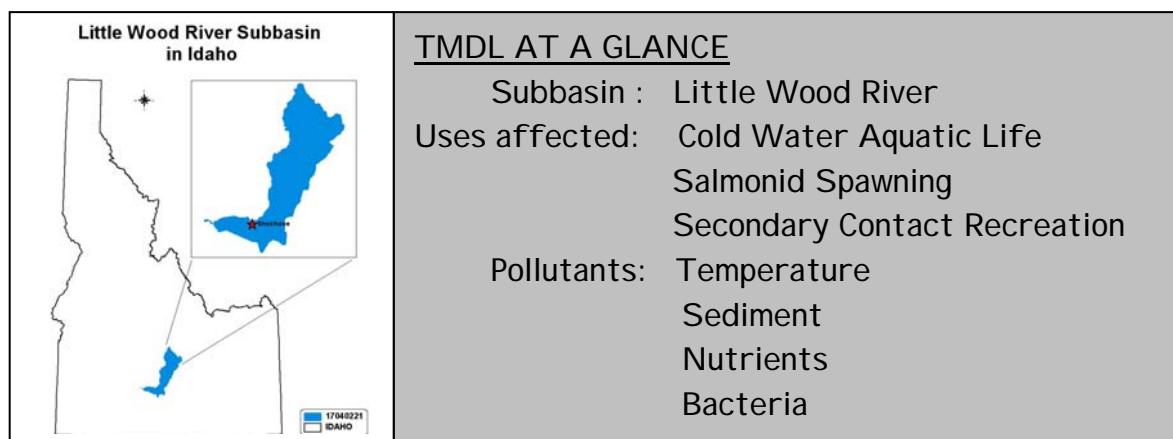 Little Wood River Subbasin
in Idaho
Shoshone
17040221
IDAHO
TMDL AT A GLANCE
Subbasin : Little Wood River
Uses affected: Cold Water Aquatic Life
Salmonid Spawning
Secondary Contact Recreation
Pollutants: Temperature
Sediment
Nutrients
Bacteria